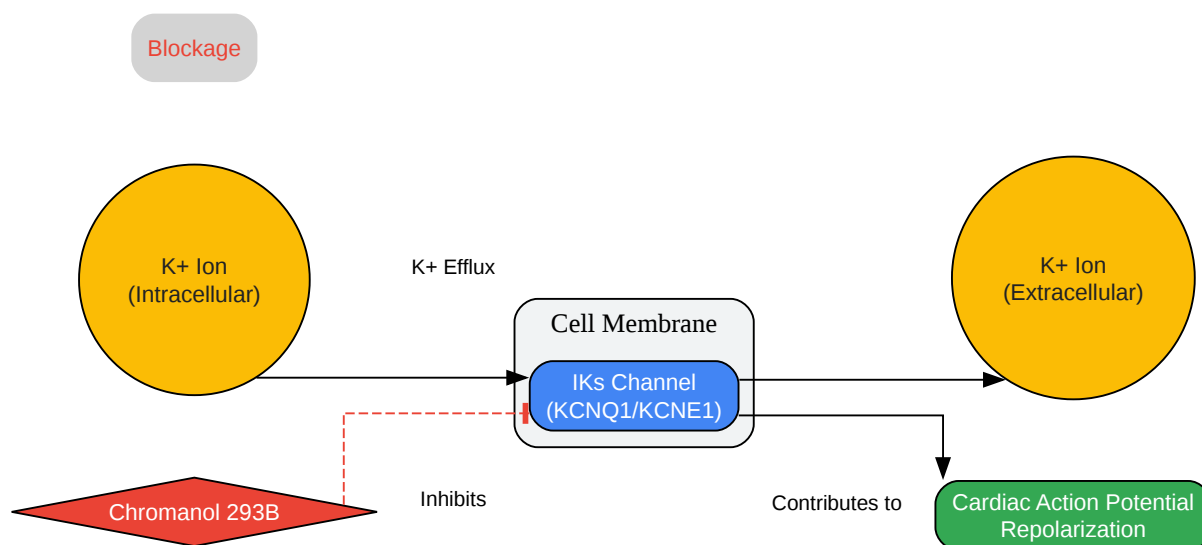 Blockage
K+ Ion
(Intracellular)
K+ Efflux
K+ Ion
(Extracellular)
Cell Membrane
IKs Channel
(KCNQ1/KCNE1)
Chromanol 293B
Inhibits
Contributes to
Cardiac Action Potential
Repolarization